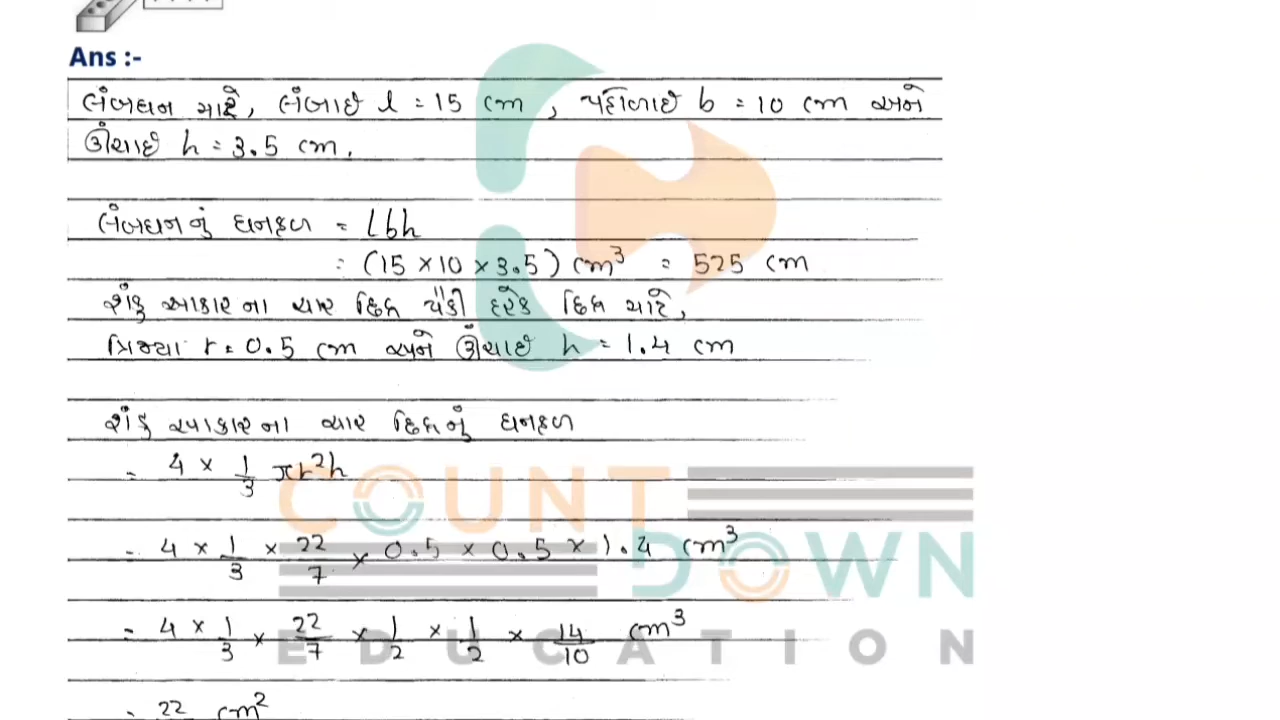 Ans :-
લંબઘન માટે, લંબાઈ l = 15 cm, પહોળાઈ b = 10 cm અને
ઊંચાઈ h = 3.5 cm.
લંબઘનનું ઘનફળ = lbh
= (15 × 10 × 3.5) cm³ = 525 cm
શંકુ આકારના ચાર છિદ્ર પૈકી દરેક છિદ્ર માટે,
ત્રિજ્યા r = 0.5 cm અને ઊંચાઈ h = 1.4 cm
શંકુ આકારના ચાર છિદ્રનું ઘનફળ
= 4 × 1/3 πr²h
= 4 × 1/3 × 22/7 × 0.5 × 0.5 × 1.4 cm³
= 4 × 1/3 × 22/7 × 1/2 × 1/2 × 14/10 cm³
= 22 cm²
COUNT
DOWN
EDUCATION